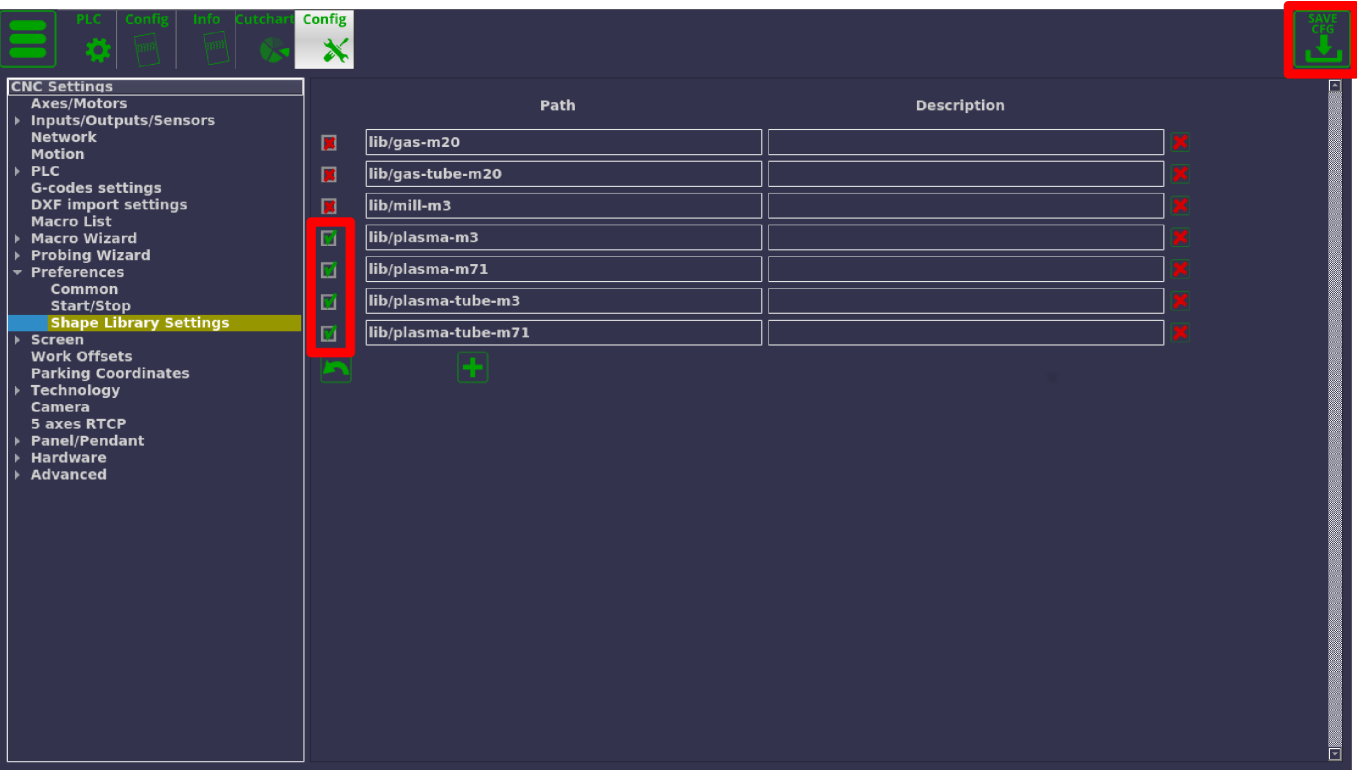 PLC
Config
Info
Cutchart
Config
SAVE
CFG
CNC Settings
Axes/Motors
Inputs/Outputs/Sensors
Network
Motion
PLC
G-codes settings
DXF import settings
Macro List
Macro Wizard
Probing Wizard
Preferences
Common
Start/Stop
Shape Library Settings
Screen
Work Offsets
Parking Coordinates
Technology
Camera
5 axes RTCP
Panel/Pendant
Hardware
Advanced
Path Description
lib/gas-m20
lib/gas-tube-m20
lib/mill-m3
lib/plasma-m3
lib/plasma-m71
lib/plasma-tube-m3
lib/plasma-tube-m71